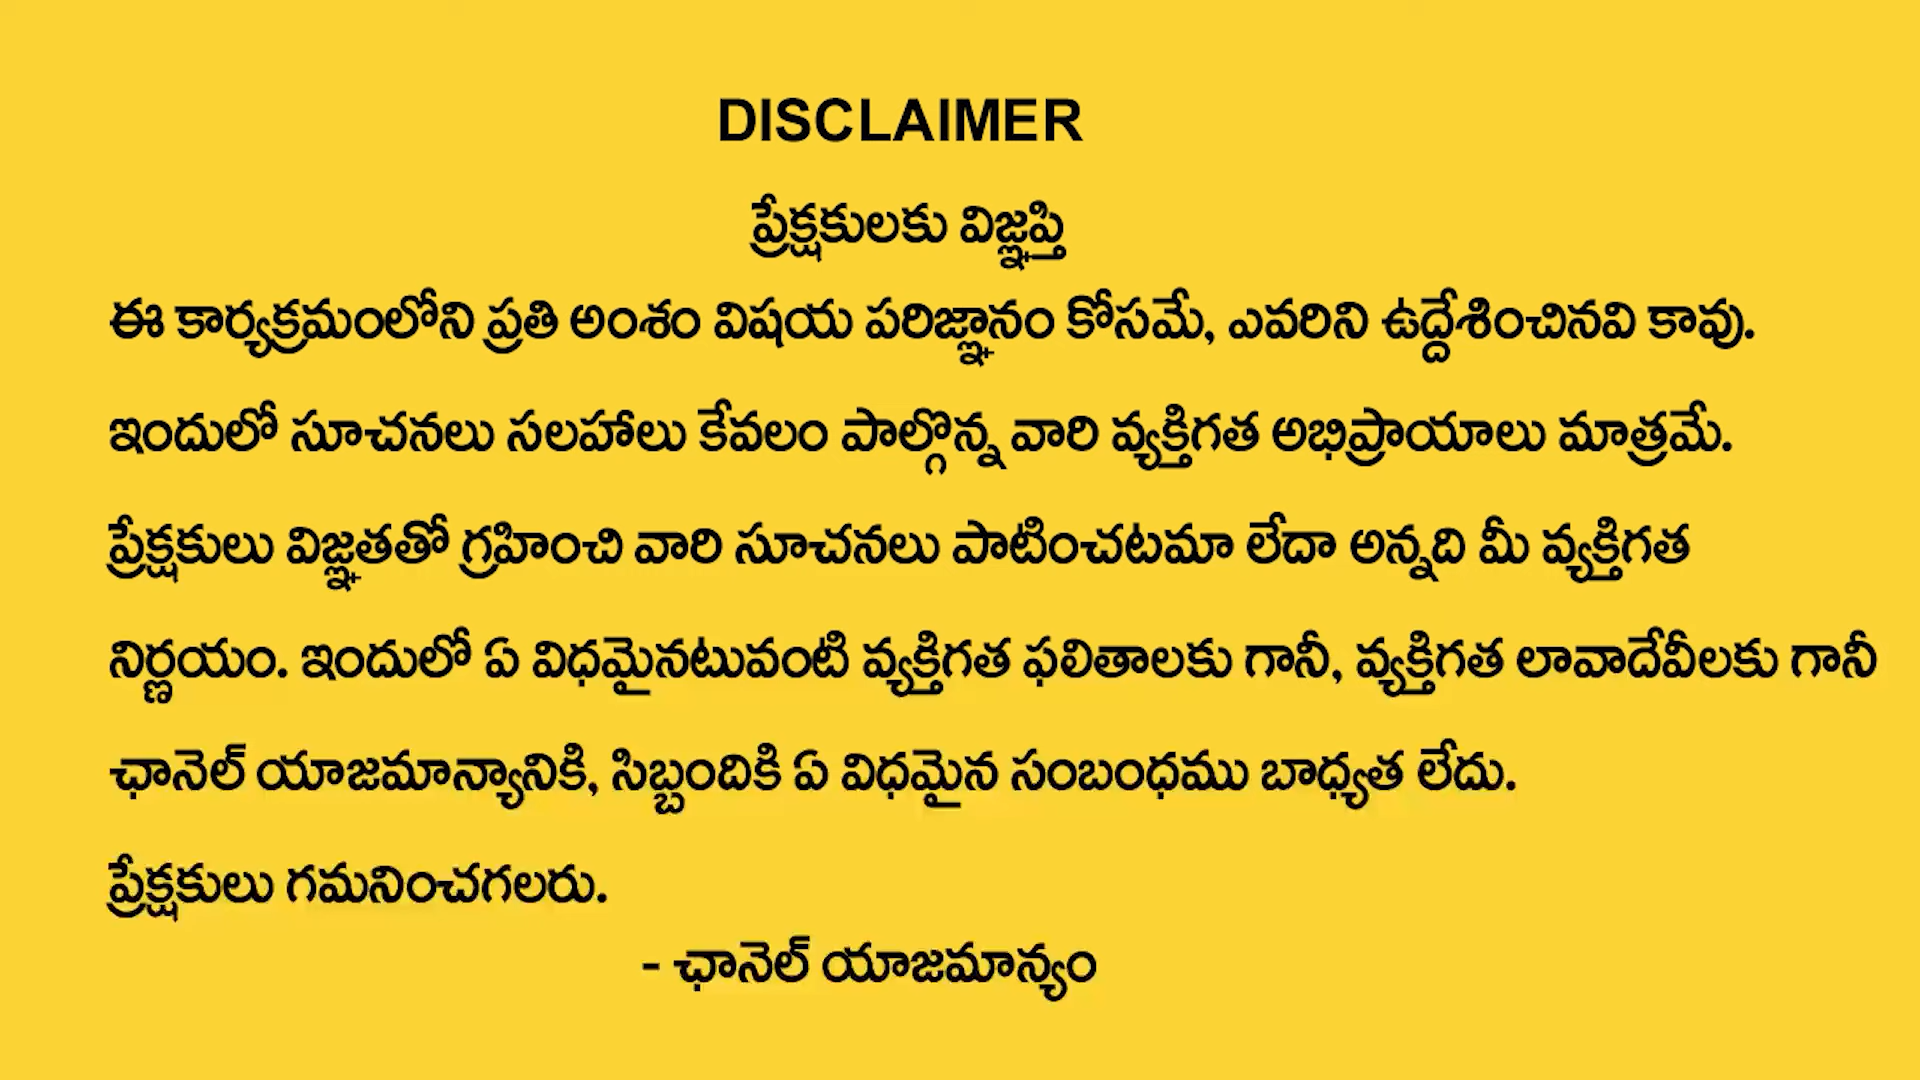 DISCLAIMER
ప్రేక్షకులకు విజ్ఞప్తి
ఈ కార్యక్రమంలోని ప్రతి అంశం విషయ పరిజ్ఞానం కోసమే, ఎవరిని ఉద్దేశించినవి కావు.
ఇందులో సూచనలు సలహాలు కేవలం పాల్గొన్న వారి వ్యక్తిగత అభిప్రాయాలు మాత్రమే.
ప్రేక్షకులు విజ్ఞతతో గ్రహించి వారి సూచనలు పాటించటమా లేదా అన్నది మీ వ్యక్తిగత
నిర్ణయం. ఇందులో ఏ విధమైనటువంటి వ్యక్తిగత ఫలితాలకు గానీ, వ్యక్తిగత లావాదేవీలకు గానీ
ఛానెల్ యాజమాన్యానికి, సిబ్బందికి ఏ విధమైన సంబంధము బాధ్యత లేదు.
ప్రేక్షకులు గమనించగలరు.
- ఛానెల్ యాజమాన్యం